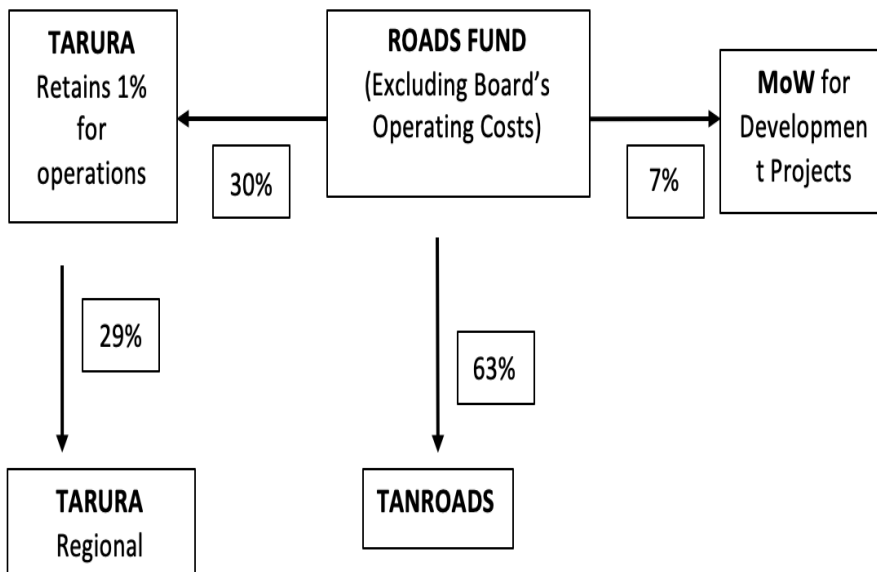 TARURA
Retains 1%
for
operations
ROADS FUND
(Excluding Board’s
Operating Costs)
MoW for
Developmen
t Projects
30%
7%
29%
63%
TARURA
Regional
TANROADS